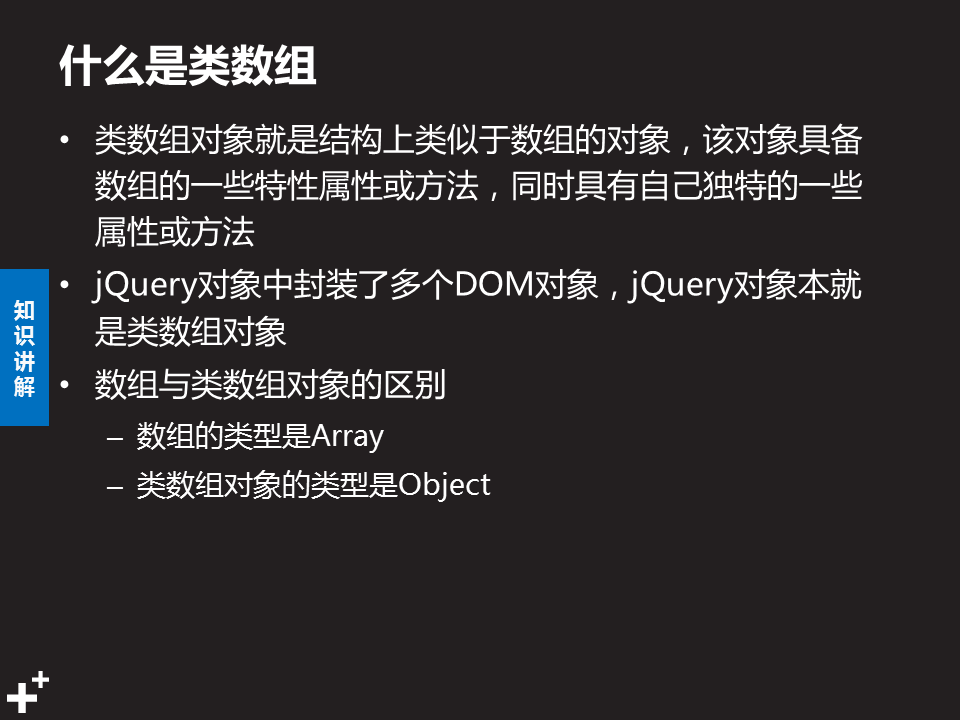 什么是类数组
• 类数组对象就是结构上类似于数组的对象，该对象具备
数组的一些特性属性或方法，同时具有自己独特的一些
属性或方法
• jQuery对象中封装了多个DOM对象，jQuery对象本就
是类数组对象
• 数组与类数组对象的区别
– 数组的类型是Array
– 类数组对象的类型是Object
知
识
讲
解